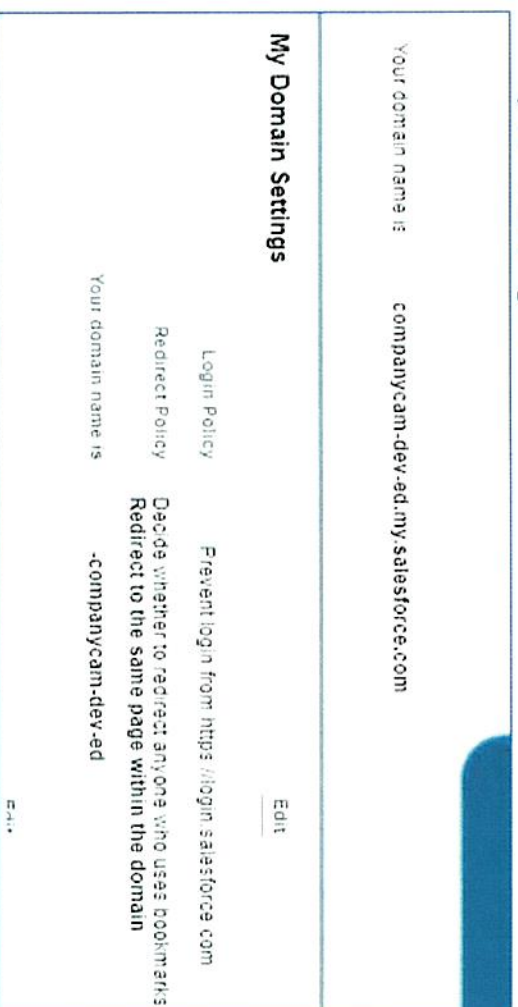 Your domain name is companycam-dev-ed.my.salesforce.com
My Domain Settings Edit
Login Policy Prevent login from https://login.salesforce.com
Redirect Policy Decide whether to redirect anyone who uses bookmarks
Redirect to the same page within the domain
Your domain name is -companycam-dev-ed